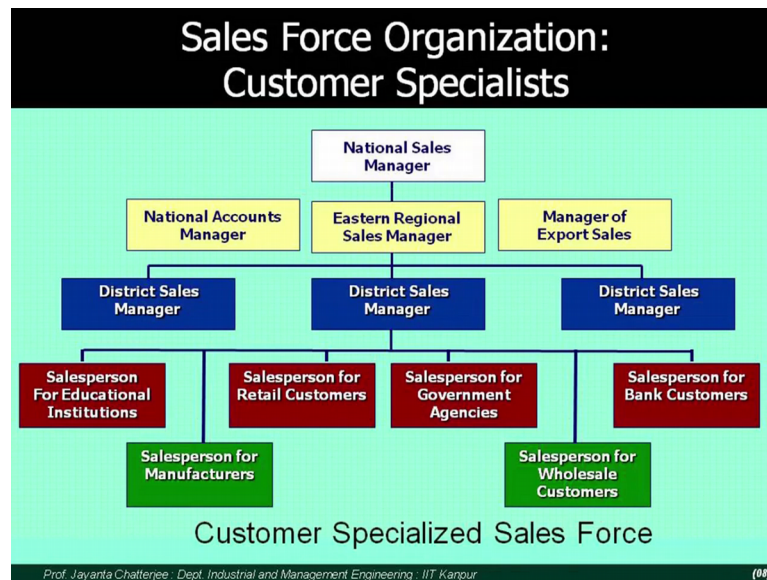 Sales Force Organization:
Customer Specialists
National Sales
Manager
National Accounts
Manager
Eastern Regional
Sales Manager
Manager of
Export Sales
District Sales
Manager
District Sales
Manager
District Sales
Manager
Salesperson
For Educational
Institutions
Salesperson for
Retail Customers
Salesperson for
Government
Agencies
Salesperson for
Bank Customers
Salesperson for
Manufacturers
Salesperson for
Wholesale
Customers
Customer Specialized Sales Force
Prof. Jayanta Chatterjee : Dept. Industrial and Management Engineering : IIT Kanpur
(08